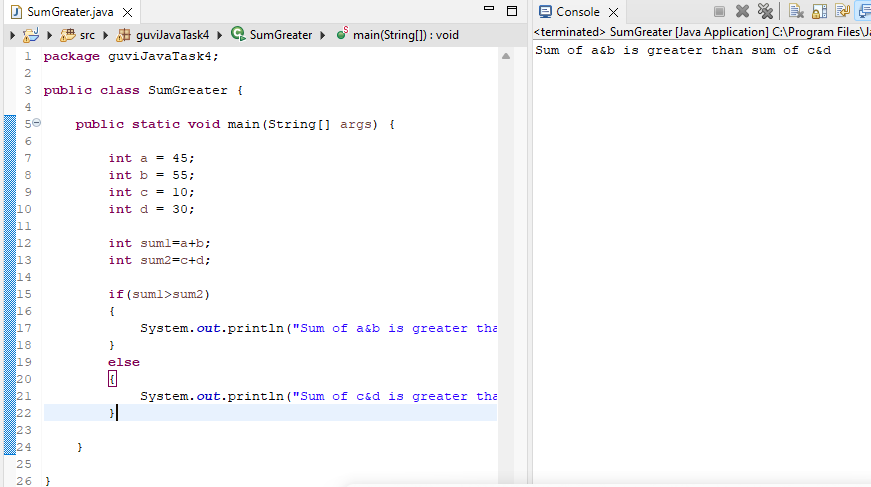 SumGreater.java
src guviJavaTask4 SumGreater main(String[]) : void
1 package guviJavaTask4;
2
3 public class SumGreater {
4
5 public static void main(String[] args) {
6
7 int a = 45;
8 int b = 55;
9 int c = 10;
10 int d = 30;
11
12 int sum1=a+b;
13 int sum2=c+d;
14
15 if(sum1>sum2)
16 {
17 System.out.println("Sum of a&b is greater tha
18 }
19 else
20 {
21 System.out.println("Sum of c&d is greater tha
22 }
23
24 }
25
26 }
Console
<terminated> SumGreater [Java Application] C:\Program Files\Ja
Sum of a&b is greater than sum of c&d